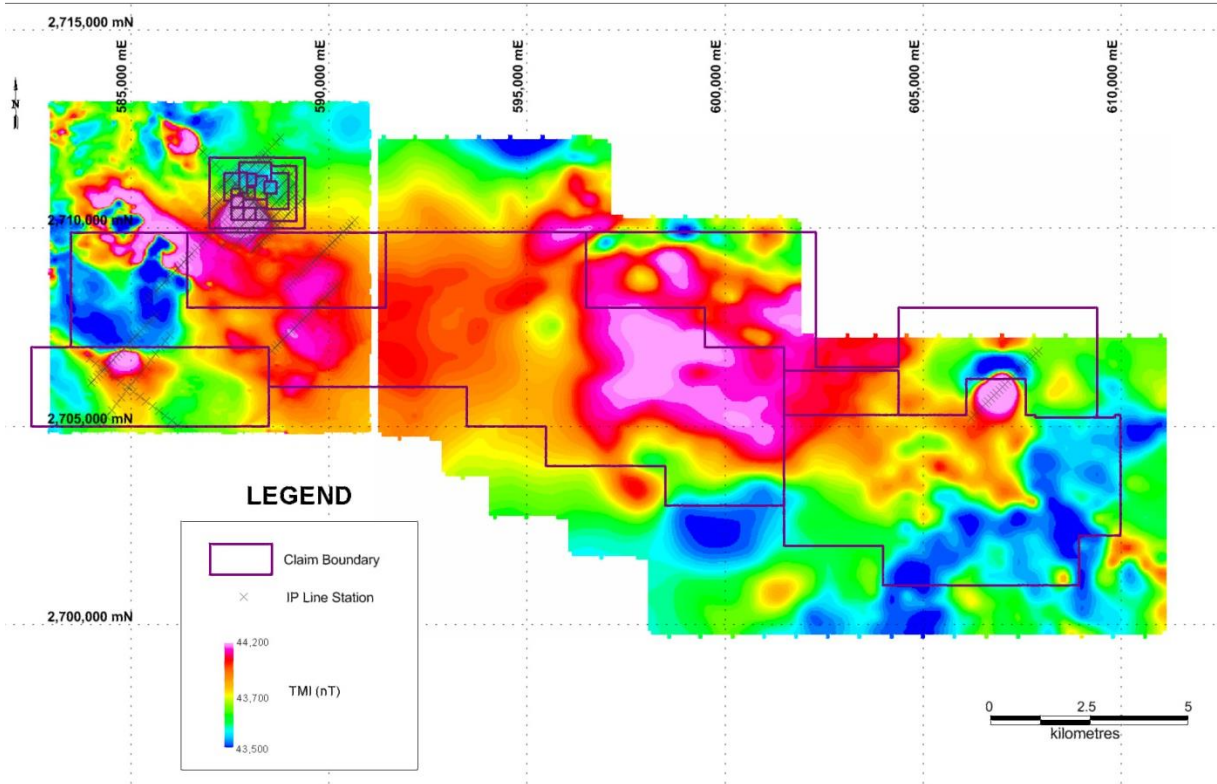 2,715,000 mN
585,000 mE
590,000 mE
595,000 mE
600,000 mE
605,000 mE
610,000 mE
N
2,710,000 mN
2,705,000 mN
LEGEND
Claim Boundary
IP Line Station
2,700,000 mN
44,200
TMI (nT)
43,700
43,500
0 2.5 5
kilometres